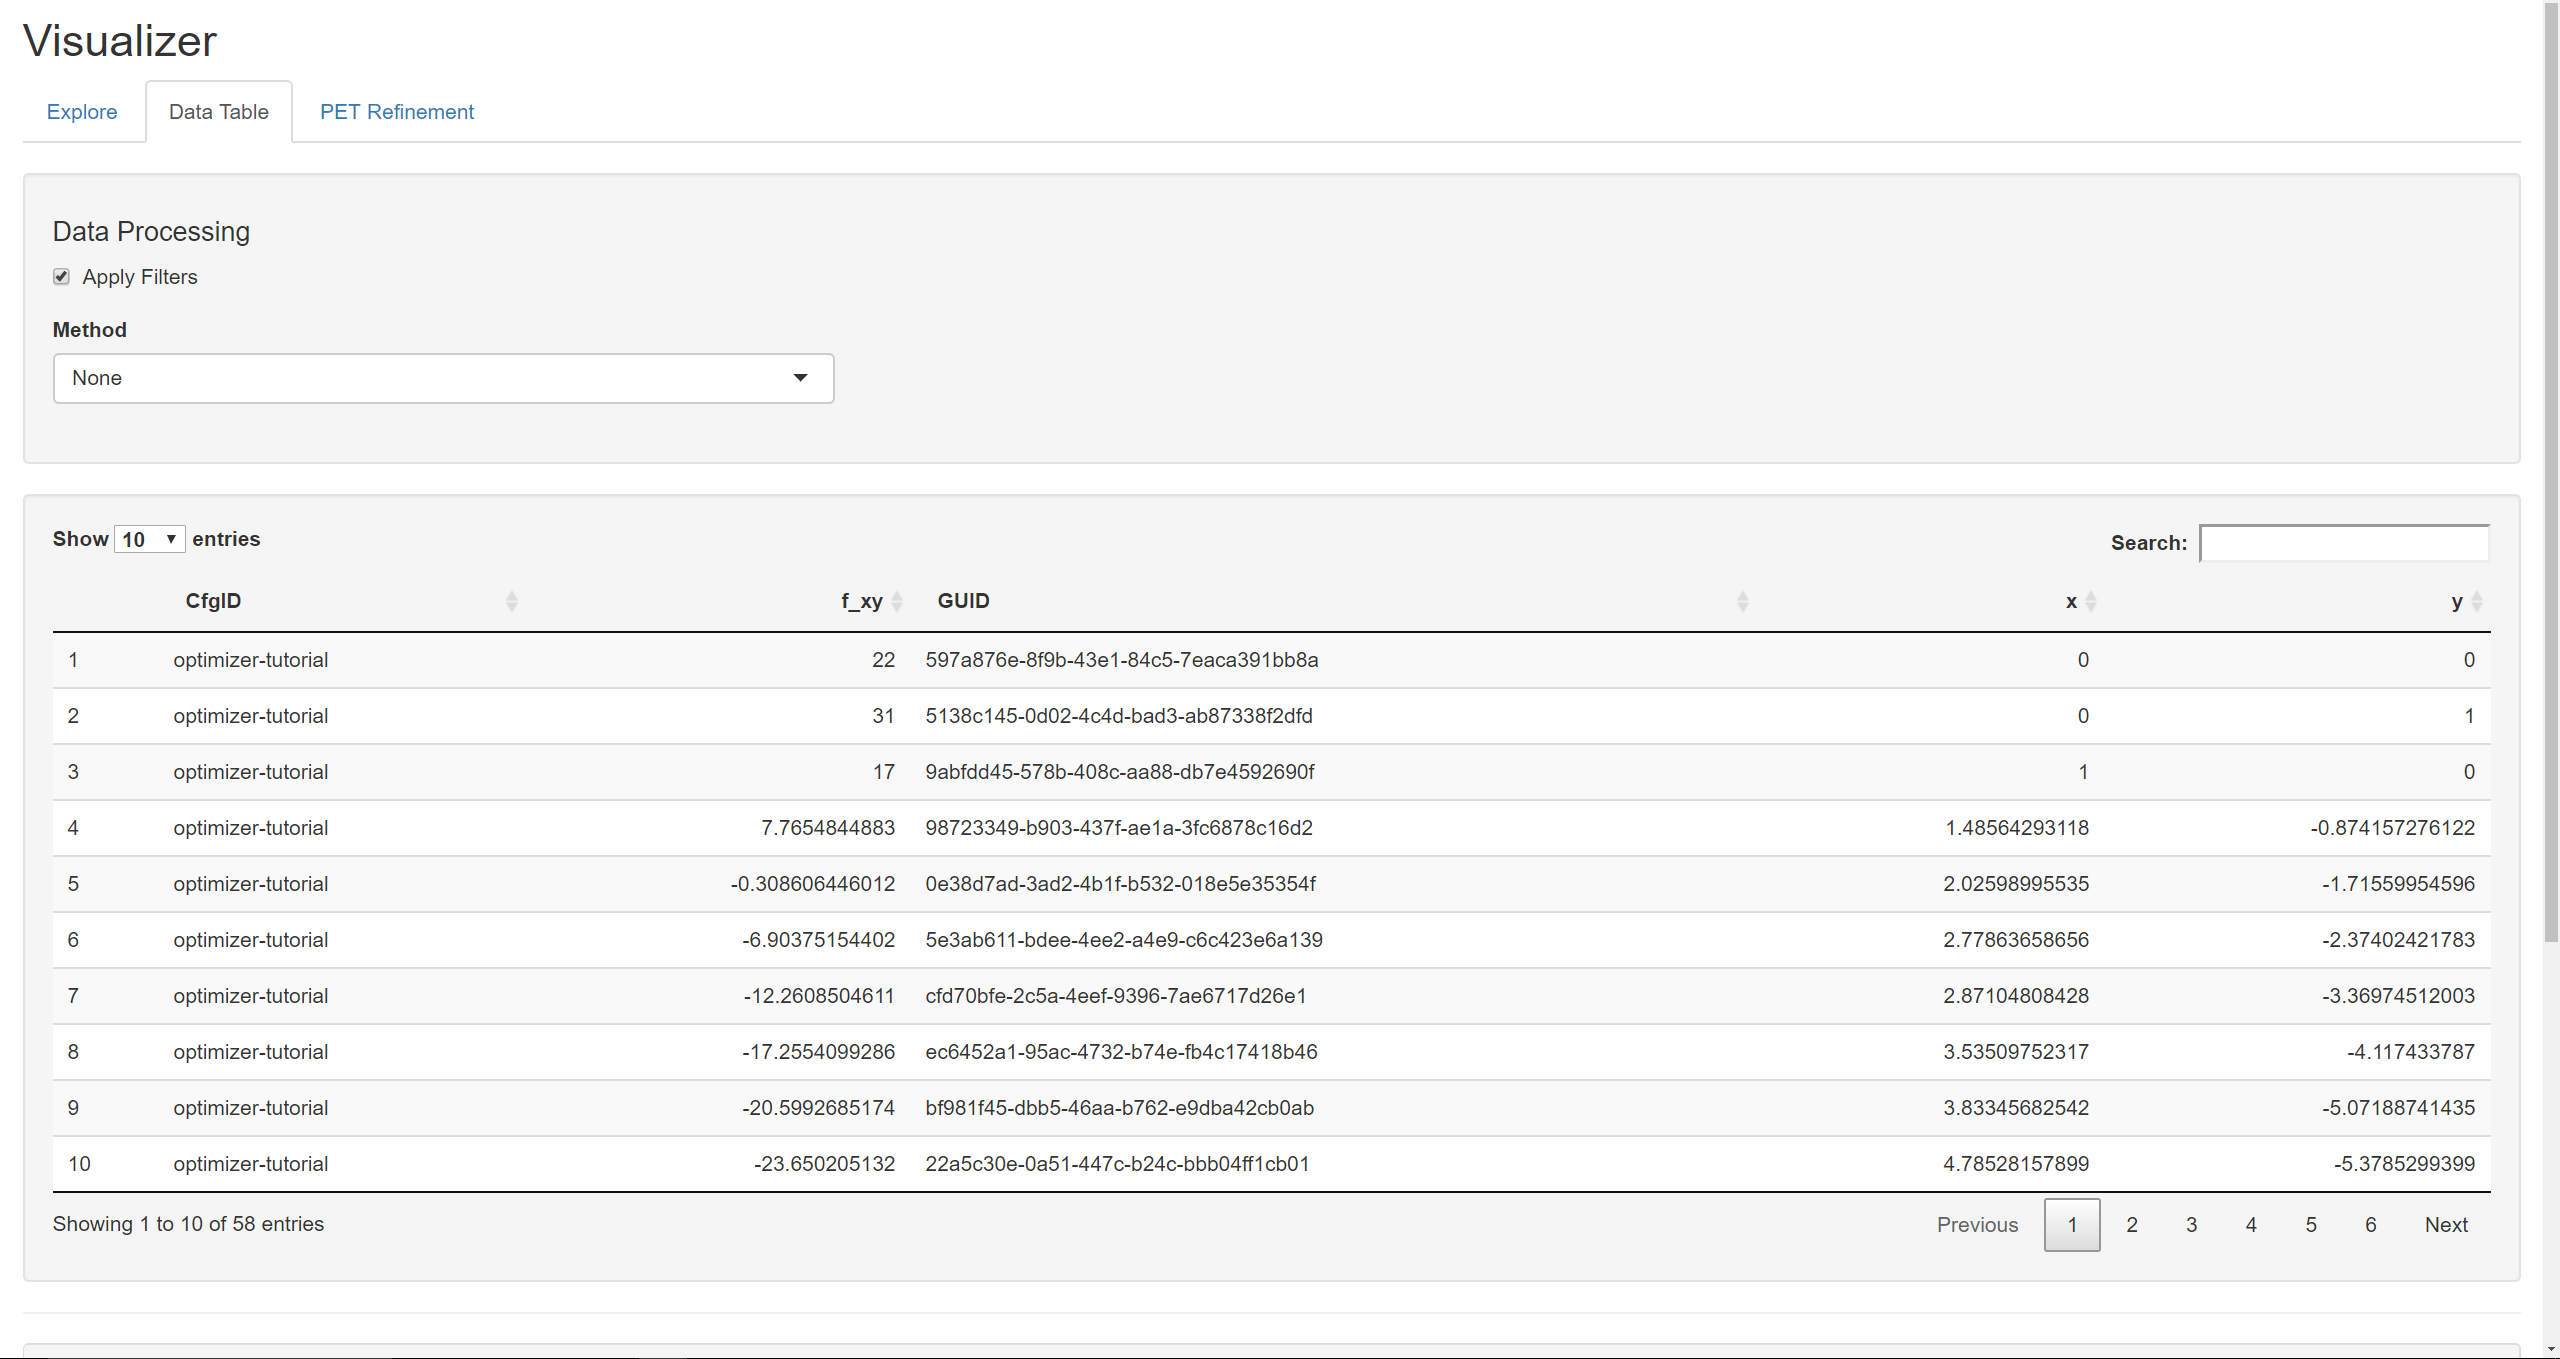 Visualizer
Explore Data Table PET Refinement
Data Processing
Apply Filters
Method
None
Show 10 entries Search:
CfgID f_xy GUID x y
1 optimizer-tutorial 22 597a876e-8f9b-43e1-84c5-7eaca391bb8a 0 0
2 optimizer-tutorial 31 5138c145-0d02-4c4d-bad3-ab87338f2dfd 0 1
3 optimizer-tutorial 17 9abfdd45-578b-408c-aa88-db7e4592690f 1 0
4 optimizer-tutorial 7.7654844883 98723349-b903-437f-ae1a-3fc6878c16d2 1.48564293118 -0.874157276122
5 optimizer-tutorial -0.308606446012 0e38d7ad-3ad2-4b1f-b532-018e5e35354f 2.02598995535 -1.71559954596
6 optimizer-tutorial -6.90375154402 5e3ab611-bdee-4ee2-a4e9-c6c423e6a139 2.77863658656 -2.37402421783
7 optimizer-tutorial -12.2608504611 cfd70bfe-2c5a-4eef-9396-7ae6717d26e1 2.87104808428 -3.36974512003
8 optimizer-tutorial -17.2554099286 ec6452a1-95ac-4732-b74e-fb4c17418b46 3.53509752317 -4.117433787
9 optimizer-tutorial -20.5992685174 bf981f45-dbb5-46aa-b762-e9dba42cb0ab 3.83345682542 -5.07188741435
10 optimizer-tutorial -23.650205132 22a5c30e-0a51-447c-b24c-bbb04ff1cb01 4.78528157899 -5.3785299399
Showing 1 to 10 of 58 entries Previous 1 2 3 4 5 6 Next